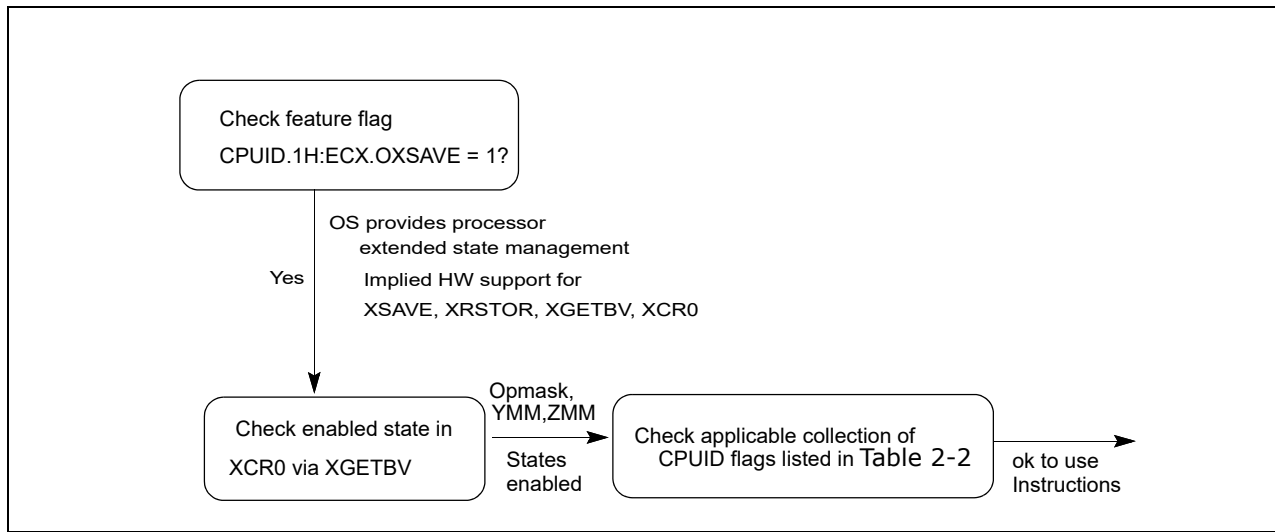 Check feature flag
CPUID.1H:ECX.OXSAVE = 1?
OS provides processor
extended state management
Yes
Implied HW support for
XSAVE, XRSTOR, XGETBV, XCR0
Check enabled state in
XCR0 via XGETBV
Opmask,
YMM,ZMM
States
enabled
Check applicable collection of
CPUID flags listed in Table 2-2
ok to use
Instructions